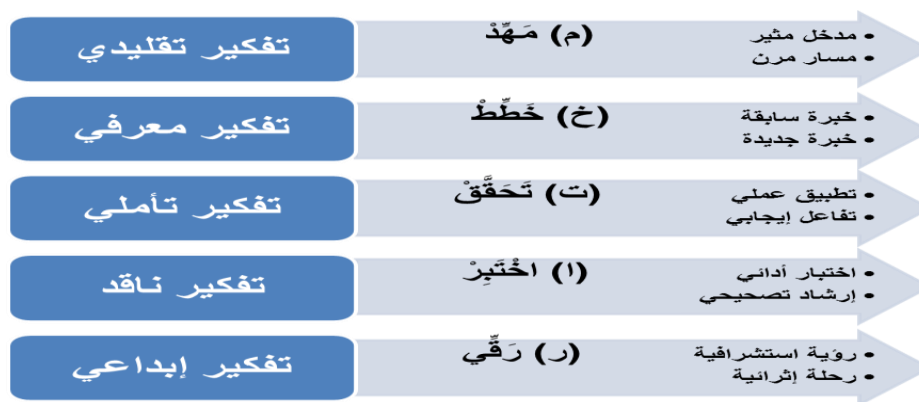 • مدخل مثير
• مسار مرن
(م) مَهِّدْ
تفكير تقليدي
• خبرة سابقة
• خبرة جديدة
(خ) خَطِّطْ
تفكير معرفي
• تطبيق عملي
• تفاعل إيجابي
(ت) تَحَقَّقْ
تفكير تأملي
• اختبار أدائي
• إرشاد تصحيحي
(ا) اخْتَبِرْ
تفكير ناقد
• رؤية استشرافية
• رحلة إثرائية
(ر) رَقِّي
تفكير إبداعي